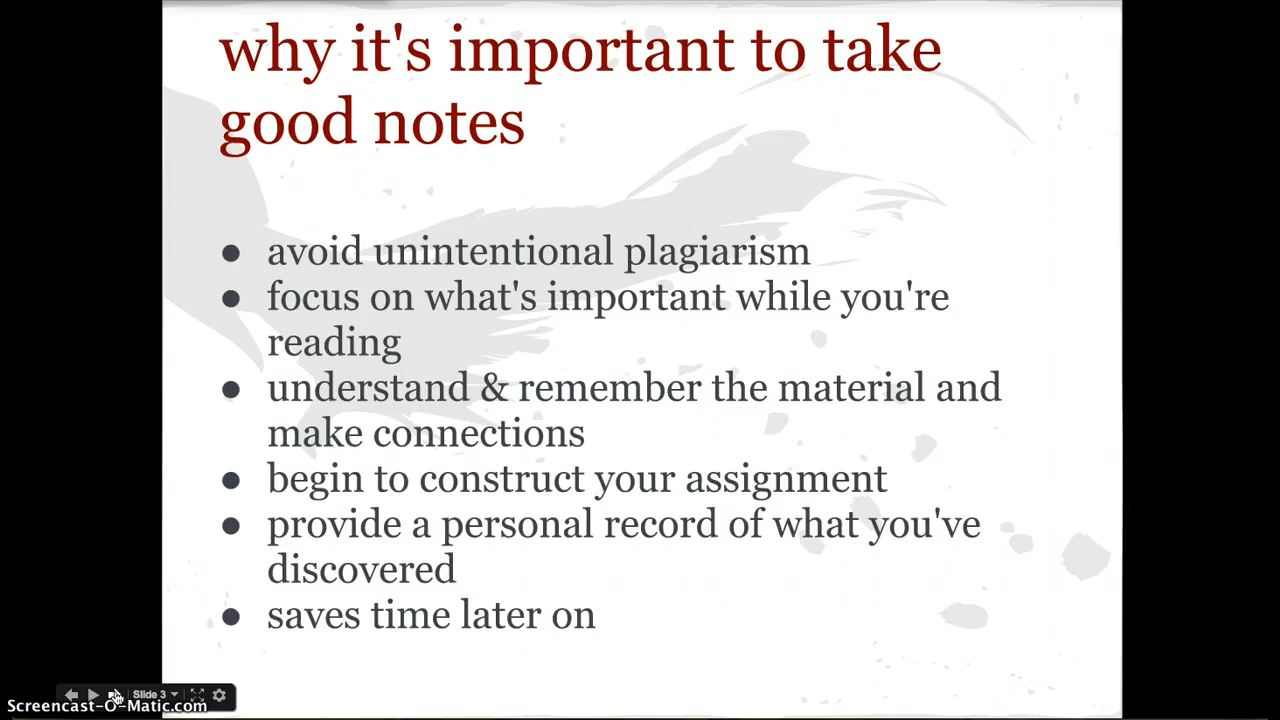 why it's important to take
good notes
● avoid unintentional plagiarism
● focus on what's important while you're
reading
● understand & remember the material and
make connections
● begin to construct your assignment
● provide a personal record of what you've
discovered
● saves time later on
Slide 3
Screencast-O-Matic.com